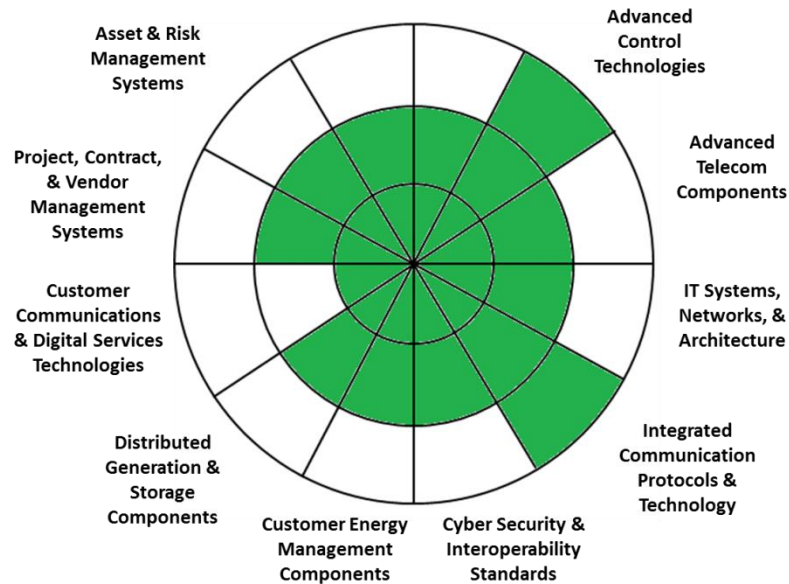 Asset & Risk
Management
Systems
Advanced
Control
Technologies
Project, Contract,
& Vendor
Management
Systems
Advanced
Telecom
Components
Customer
Communications
& Digital Services
Technologies
IT Systems,
Networks, &
Architecture
Distributed
Generation &
Storage
Components
Integrated
Communication
Protocols &
Technology
Customer Energy
Management
Components
Cyber Security &
Interoperability
Standards